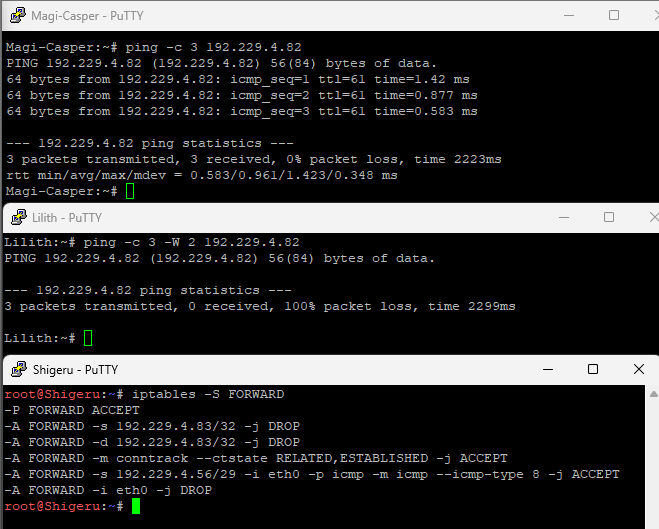 Magi-Casper - PuTTY
Magi-Casper:~# ping -c 3 192.229.4.82
PING 192.229.4.82 (192.229.4.82) 56(84) bytes of data.
64 bytes from 192.229.4.82: icmp_seq=1 ttl=61 time=1.42 ms
64 bytes from 192.229.4.82: icmp_seq=2 ttl=61 time=0.877 ms
64 bytes from 192.229.4.82: icmp_seq=3 ttl=61 time=0.583 ms
--- 192.229.4.82 ping statistics ---
3 packets transmitted, 3 received, 0% packet loss, time 2223ms
rtt min/avg/max/mdev = 0.583/0.961/1.423/0.348 ms
Magi-Casper:~#
Lilith - PuTTY
Lilith:~# ping -c 3 -W 2 192.229.4.82
PING 192.229.4.82 (192.229.4.82) 56(84) bytes of data.
--- 192.229.4.82 ping statistics ---
3 packets transmitted, 0 received, 100% packet loss, time 2299ms
Lilith:~#
Shigeru - PuTTY
root@Shigeru:~# iptables -S FORWARD
-P FORWARD ACCEPT
-A FORWARD -s 192.229.4.83/32 -j DROP
-A FORWARD -d 192.229.4.83/32 -j DROP
-A FORWARD -m conntrack --ctstate RELATED,ESTABLISHED -j ACCEPT
-A FORWARD -s 192.229.4.56/29 -i eth0 -p icmp -m icmp --icmp-type 8 -j ACCEPT
-A FORWARD -i eth0 -j DROP
root@Shigeru:~#